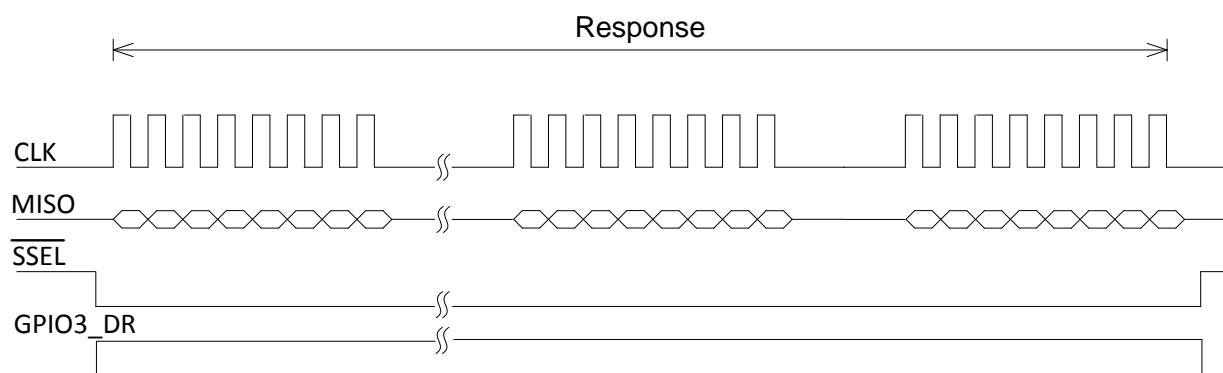 Response
CLK
MISO
SSEL
GPIO3_DR